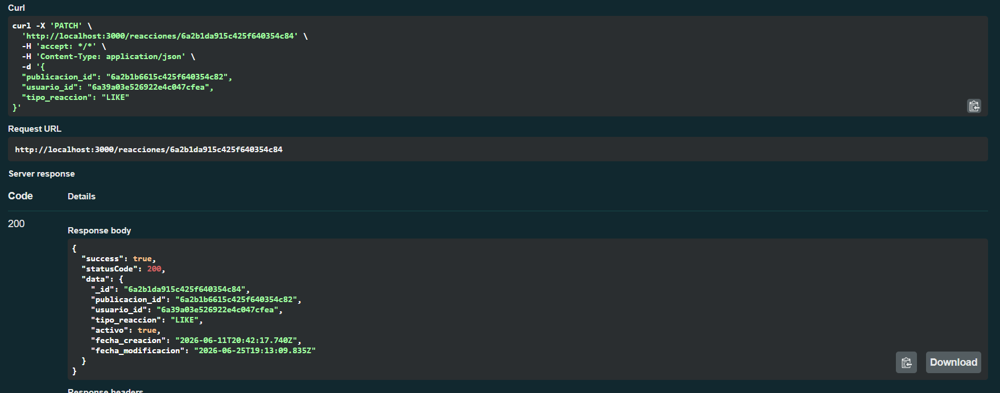 Curl
curl -X 'PATCH' \
'http://localhost:3000/reacciones/6a2b1da915c425f640354c84' \
-H 'accept: */*' \
-H 'Content-Type: application/json' \
-d '{
"publicacion_id": "6a2b1b6615c425f640354c82",
"usuario_id": "6a39a03e526922e4c047cfea",
"tipo_reaccion": "LIKE"
}'
Request URL
http://localhost:3000/reacciones/6a2b1da915c425f640354c84
Server response
Code Details
200
Response body
{
"success": true,
"statusCode": 200,
"data": {
"_id": "6a2b1da915c425f640354c84",
"publicacion_id": "6a2b1b6615c425f640354c82",
"usuario_id": "6a39a03e526922e4c047cfea",
"tipo_reaccion": "LIKE",
"activo": true,
"fecha_creacion": "2026-06-11T20:42:17.740Z",
"fecha_modificacion": "2026-06-25T19:13:09.835Z"
}
}
Download
Response headers